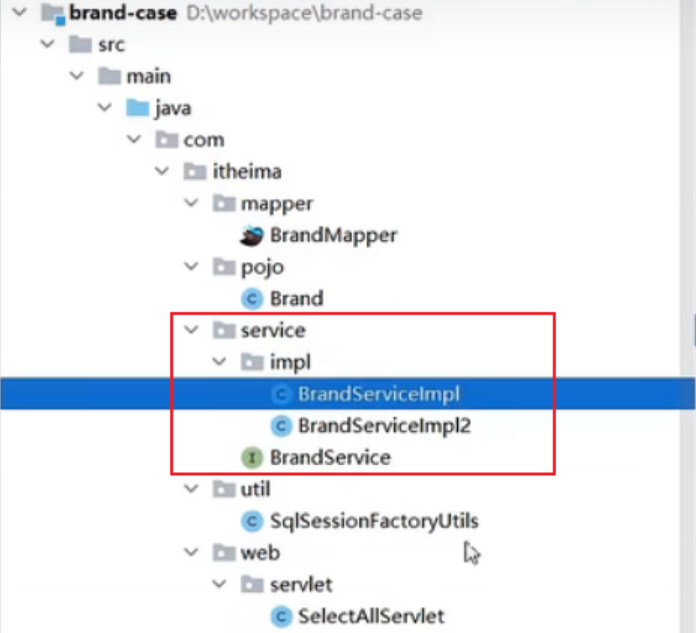 brand-case D:\workspace\brand-case
src
main
java
com
itheima
mapper
BrandMapper
pojo
C Brand
service
impl
C BrandServiceImpl
C BrandServiceImpl2
I BrandService
util
C SqlSessionFactoryUtils
web
servlet
C SelectAllServlet